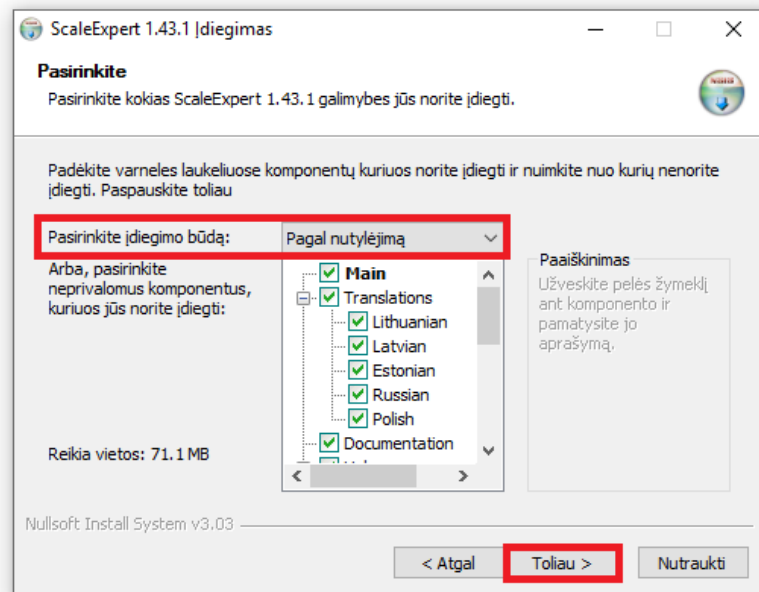 ScaleExpert 1.43.1 Įdiegimas
Pasirinkite
Pasirinkite kokias ScaleExpert 1.43.1 galimybes jūs norite įdiegti.
Padėkite varneles laukeliuose komponentų kuriuos norite įdiegti ir nuimkite nuo kurių nenorite
įdiegti. Paspauskite toliau
Pasirinkite įdiegimo būdą:
Pagal nutylėjimą
Arba, pasirinkite
neprivalomus komponentus,
kuriuos jūs norite įdiegti:
Main
Translations
Lithuanian
Latvian
Estonian
Russian
Polish
Documentation
Paaiškinimas
Užveskite pelės žymeklį
ant komponento ir
pamatysite jo
aprašymą.
Reikia vietos: 71.1 MB
Nullsoft Install System v3.03
< Atgal
Toliau >
Nutraukti